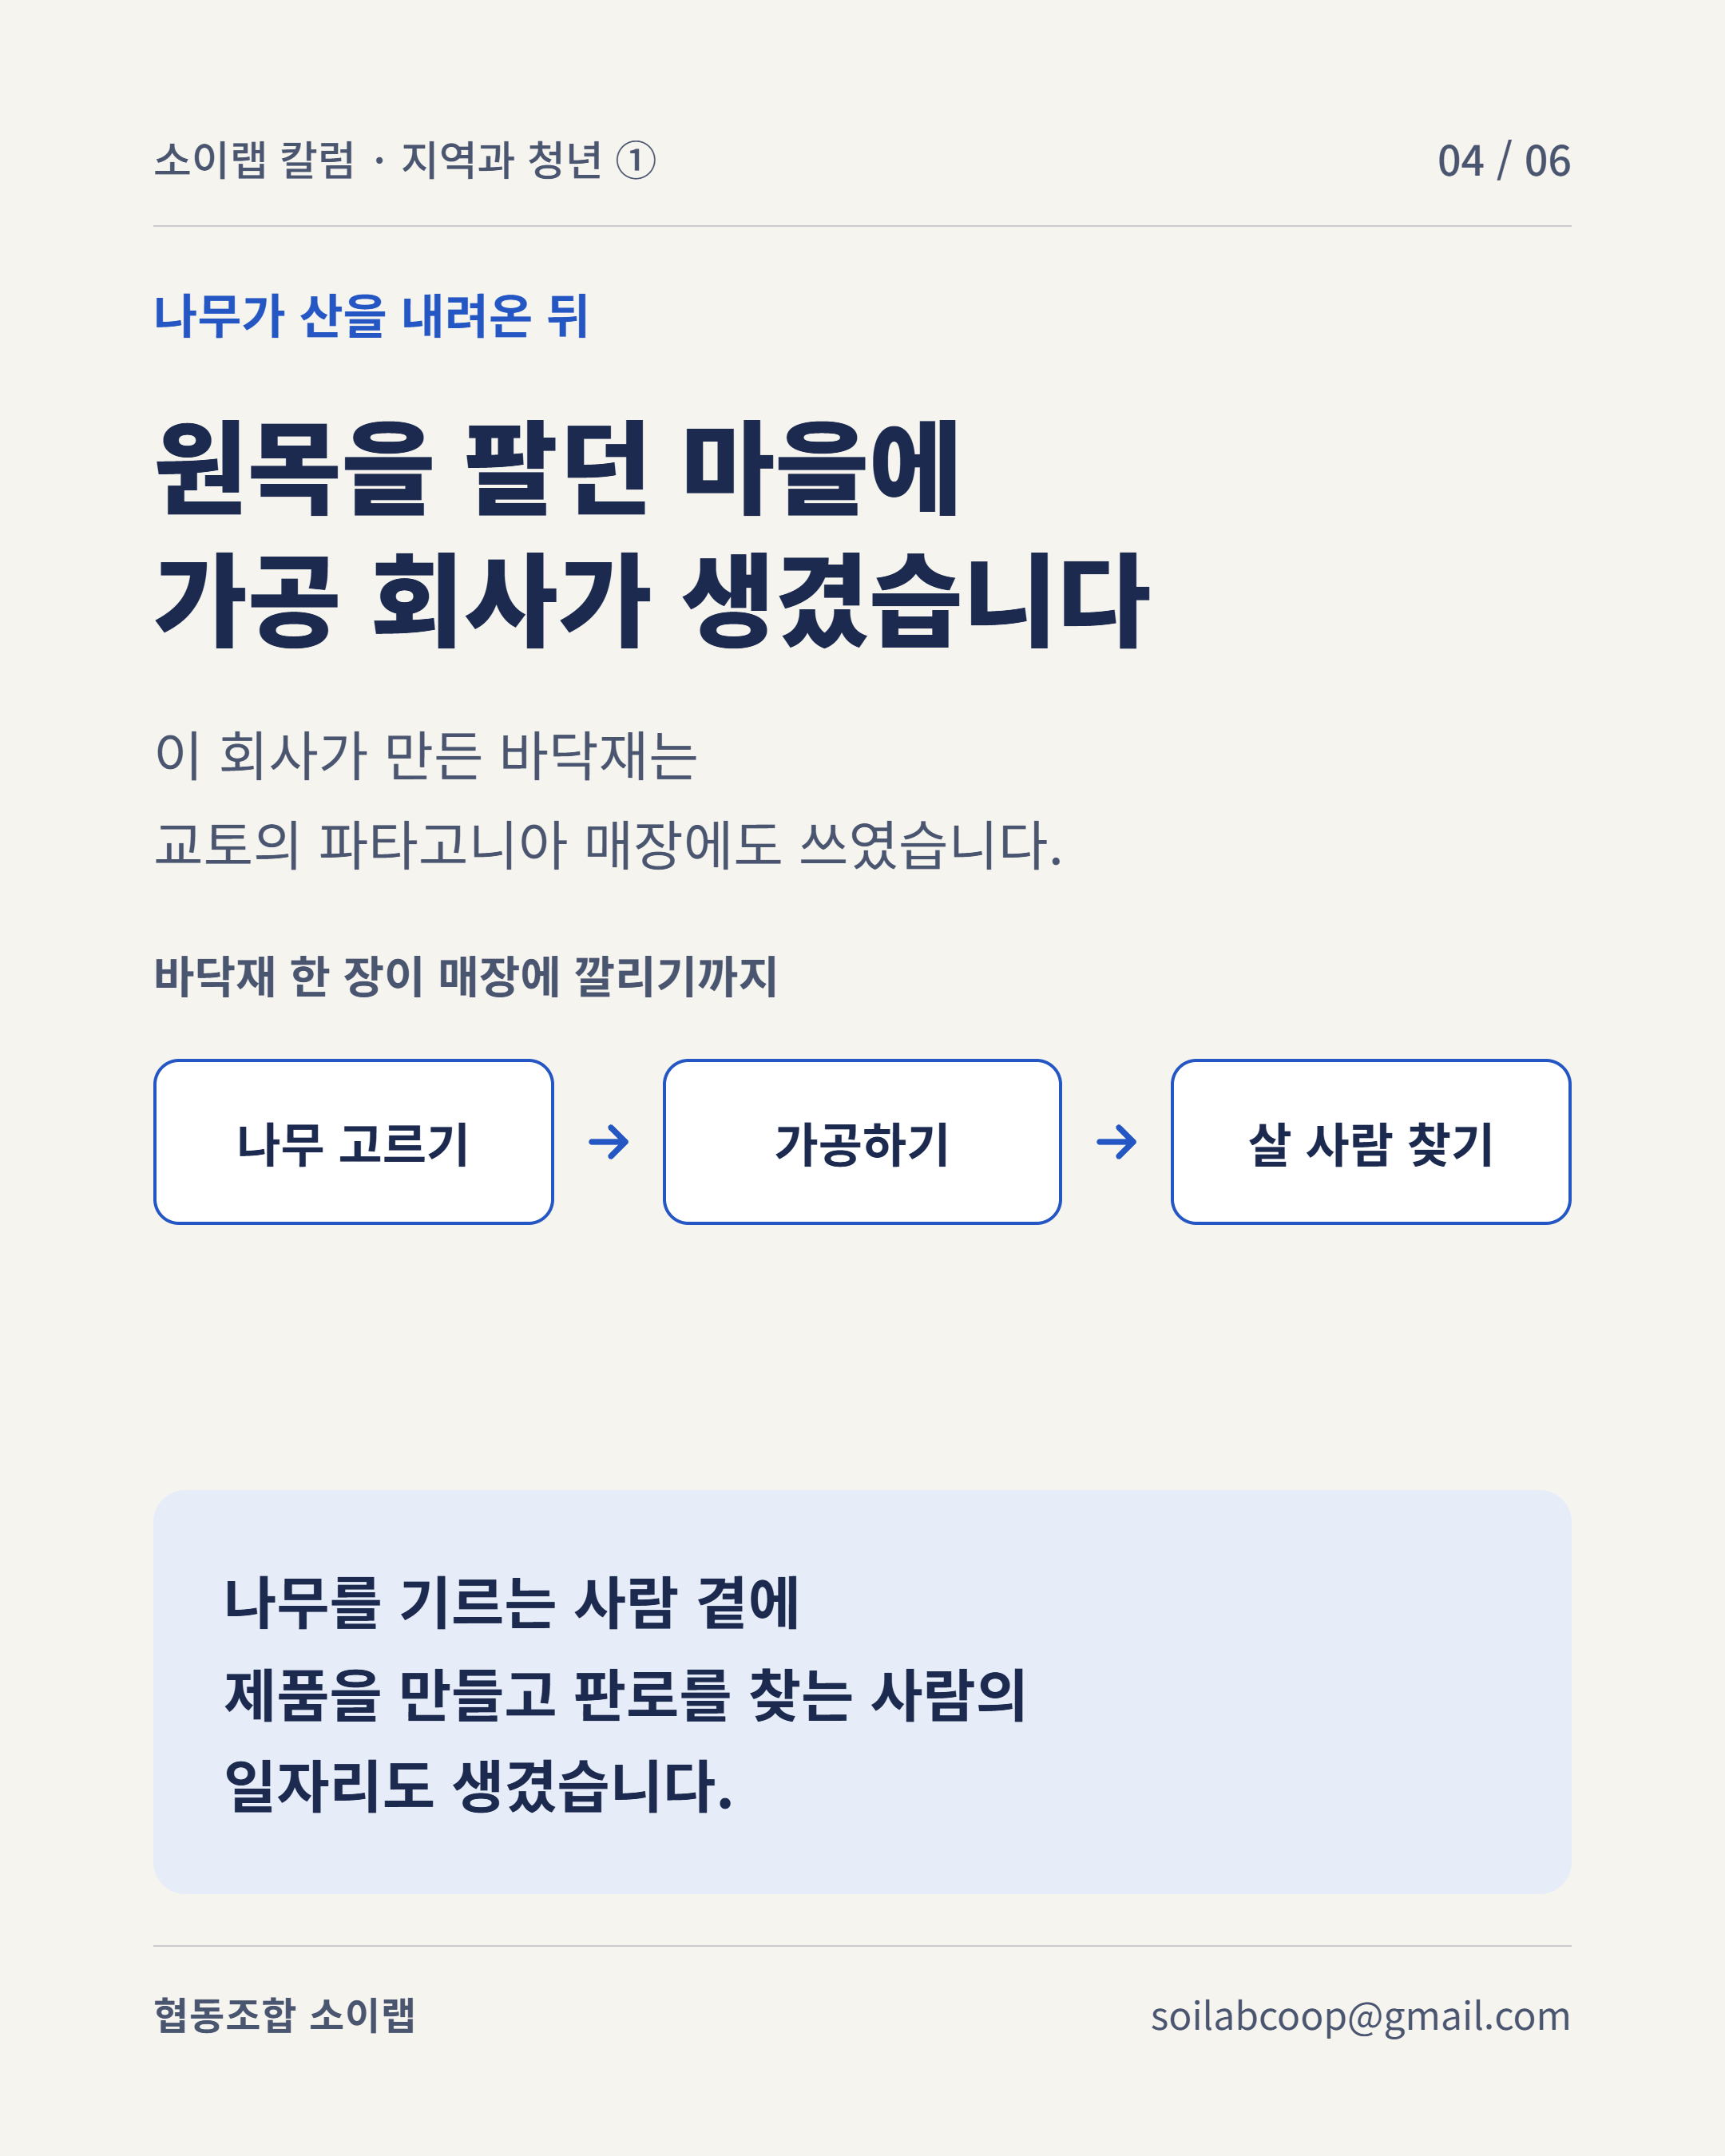 소이랩 칼럼 · 지역과 청년 ①
04 / 06
나무가 산을 내려온 뒤
원목을 팔던 마을에
가공 회사가 생겼습니다
이 회사가 만든 바닥재는
교토의 파타고니아 매장에도 쓰였습니다.
바닥재 한 장이 매장에 깔리기까지
나무 고르기 → 가공하기 → 살 사람 찾기
나무를 기르는 사람 곁에
제품을 만들고 판로를 찾는 사람의
일자리도 생겼습니다.
협동조합 소이랩
soilabcoop@gmail.com